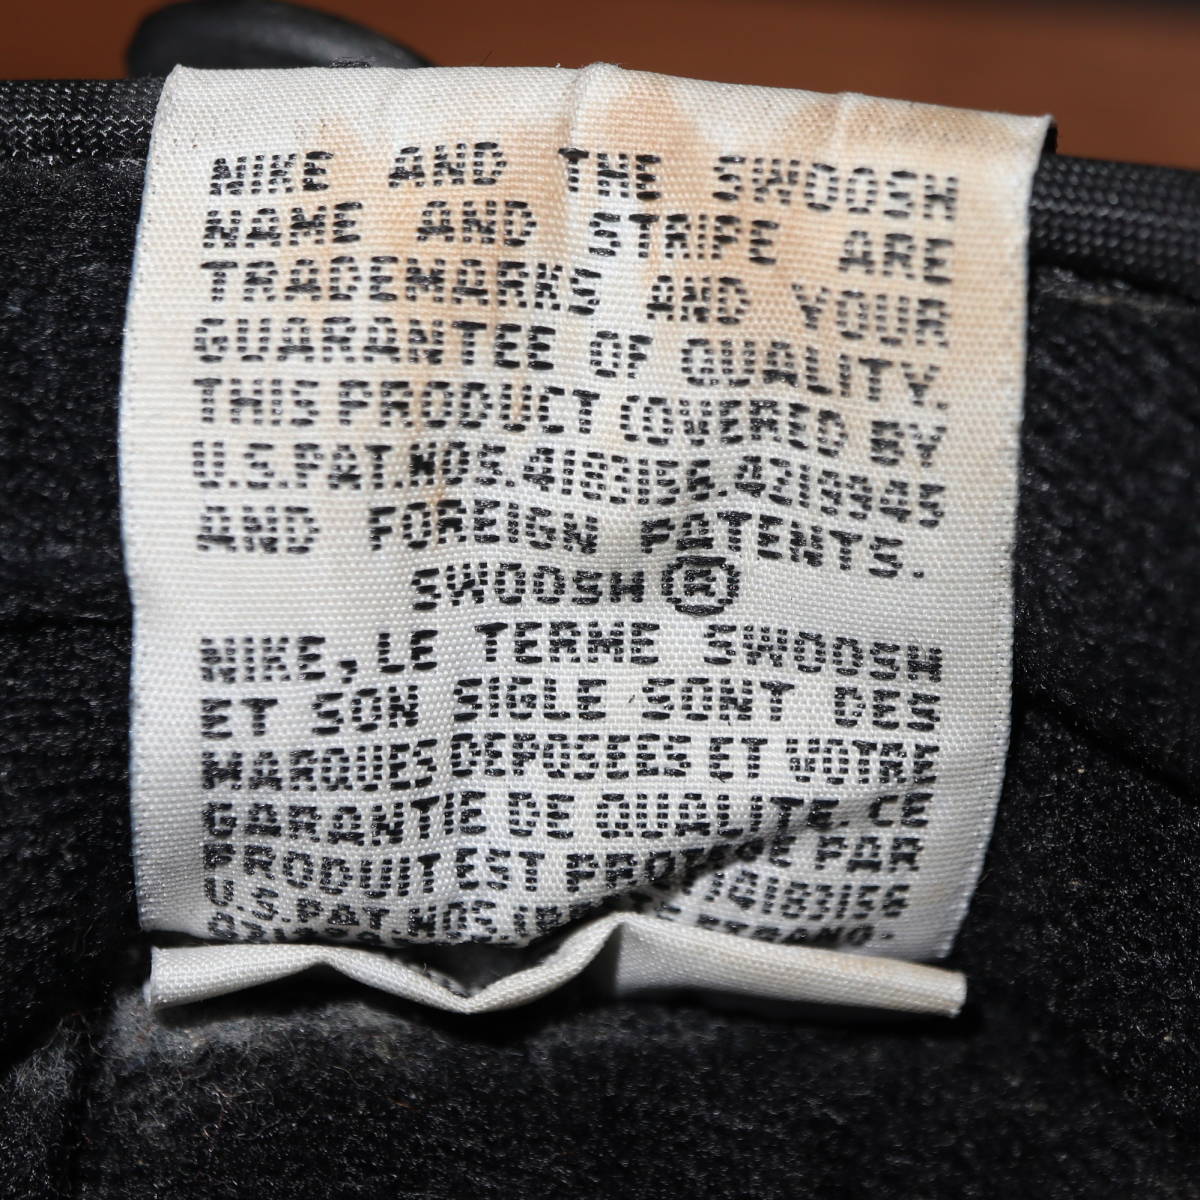 NIKE AND THE SWOOSH
NAME AND STRIPE ARE
TRADEMARKS AND YOUR
GUARANTEE OF QUALITY.
THIS PRODUCT COVERED BY
U.S.PAT.NOS.4183156.4219945
AND FOREIGN PATENTS.
SWOOSH®
NIKE,LE TERME SWOOSH
ET SON SIGLE SONT DES
MARQUES DEPOSEES ET VOTRE
GARANTIE DE QUALITE. CE
PRODUIT EST PROTEGE PAR
U.S.PAT.NOS. 4183156